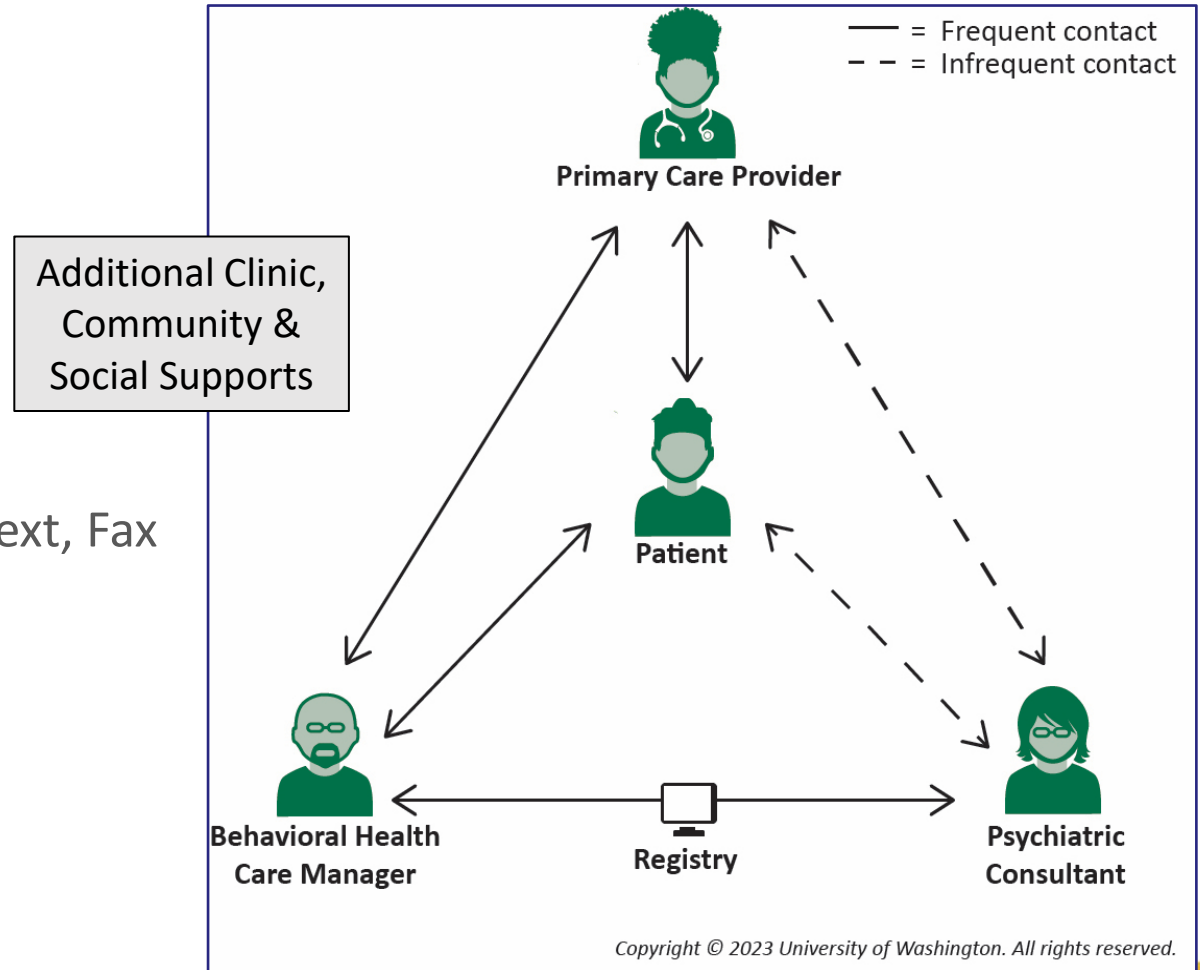 — = Frequent contact
– – = Infrequent contact
Primary Care Provider
Additional Clinic,
Community &
Social Supports
ext, Fax
Patient
Behavioral Health
Care Manager
Registry
Psychiatric
Consultant
Copyright © 2023 University of Washington. All rights reserved.